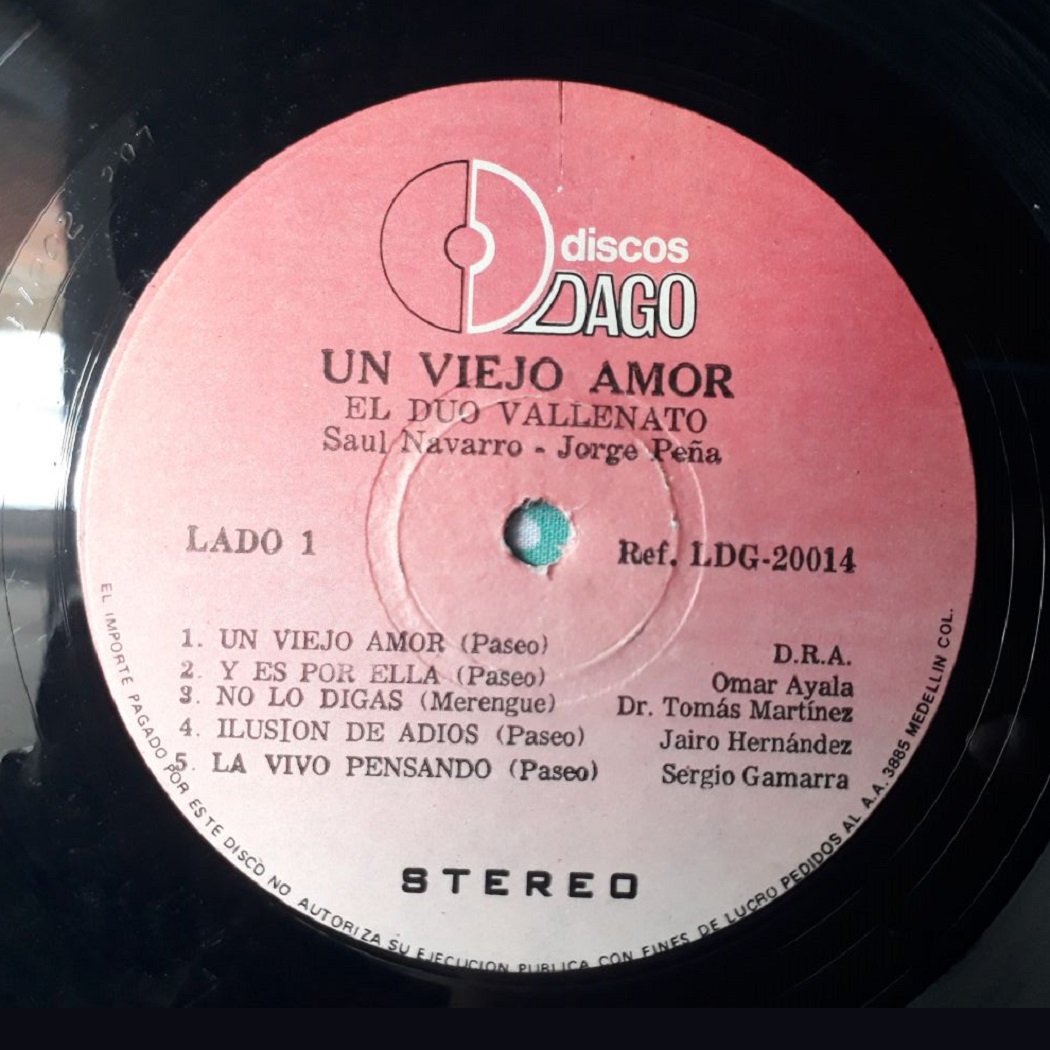 discos
DAGO
UN VIEJO AMOR
EL DUO VALLENATO
Saul Navarro - Jorge Peña
LADO 1
Ref. LDG-20014
1. UN VIEJO AMOR (Paseo) D.R.A.
2. Y ES POR ELLA (Paseo) Omar Ayala
3. NO LO DIGAS (Merengue) Dr. Tomás Martínez
4. ILUSION DE ADIOS (Paseo) Jairo Hernández
5. LA VIVO PENSANDO (Paseo) Sergio Gamarra
STEREO
EL IMPORTE PAGADO POR ESTE DISCO NO AUTORIZA SU EJECUCION PUBLICA CON FINES DE LUCRO PEDIDOS AL A.A. 3885 MEDELLIN COL.